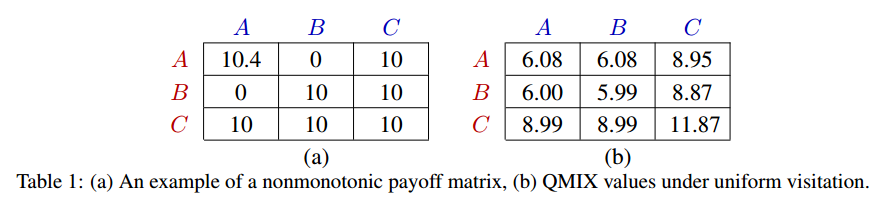 A B C A B C
A 10.4 0 10 A 6.08 6.08 8.95
B 0 10 10 B 6.00 5.99 8.87
C 10 10 10 C 8.99 8.99 11.87
(a) (b)
Table 1: (a) An example of a nonmonotonic payoff matrix, (b) QMIX values under uniform visitation.